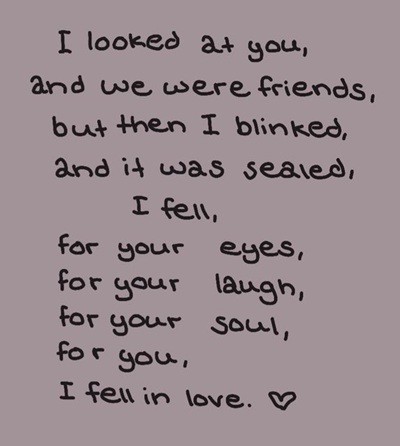 I looked at you,
and we were friends,
but then I blinked,
and it was sealed,
I fell,
for your eyes,
for your laugh,
for your soul,
for you,
I fell in love. ♡